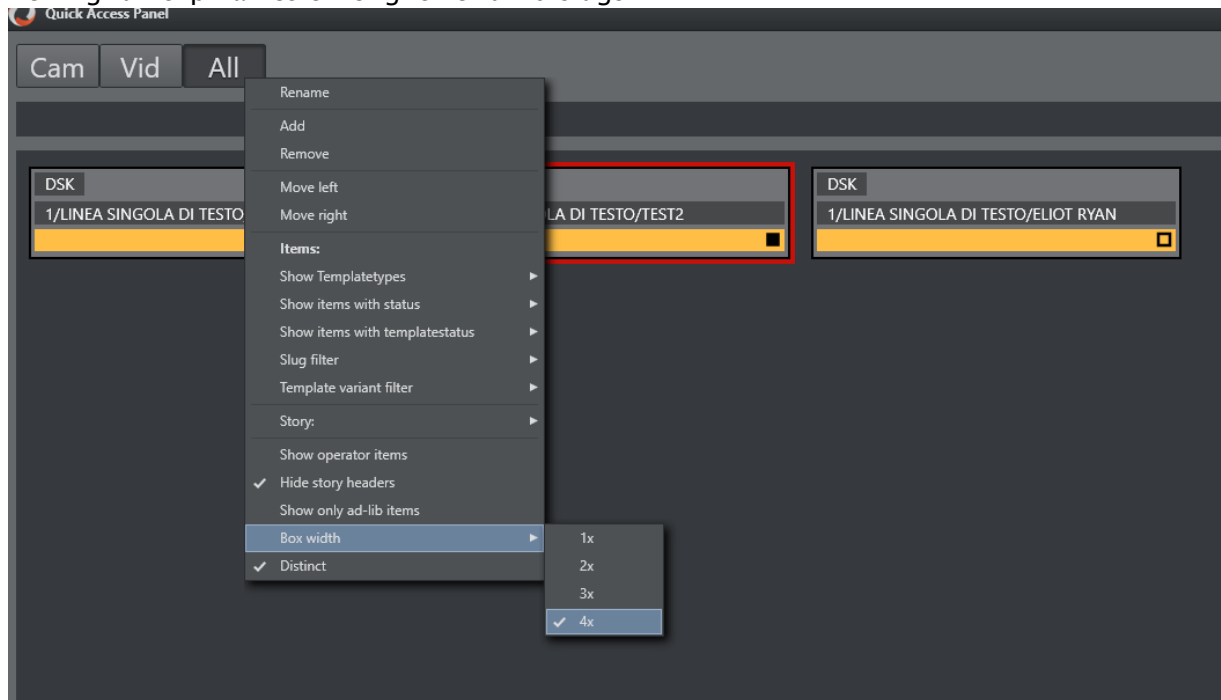 Quick Access Panel
Cam Vid All
Rename
Add
Remove
Move left
Move right
Items:
Show Templatetypes
Show items with status
Show items with templatestatus
Slug filter
Template variant filter
Story:
Show operator items
Hide story headers
Show only ad-lib items
Box width
Distinct
1x
2x
3x
4x
DSK
1/LINEA SINGOLA DI TESTO
LA DI TESTO/TEST2
DSK
1/LINEA SINGOLA DI TESTO/ELIOT RYAN